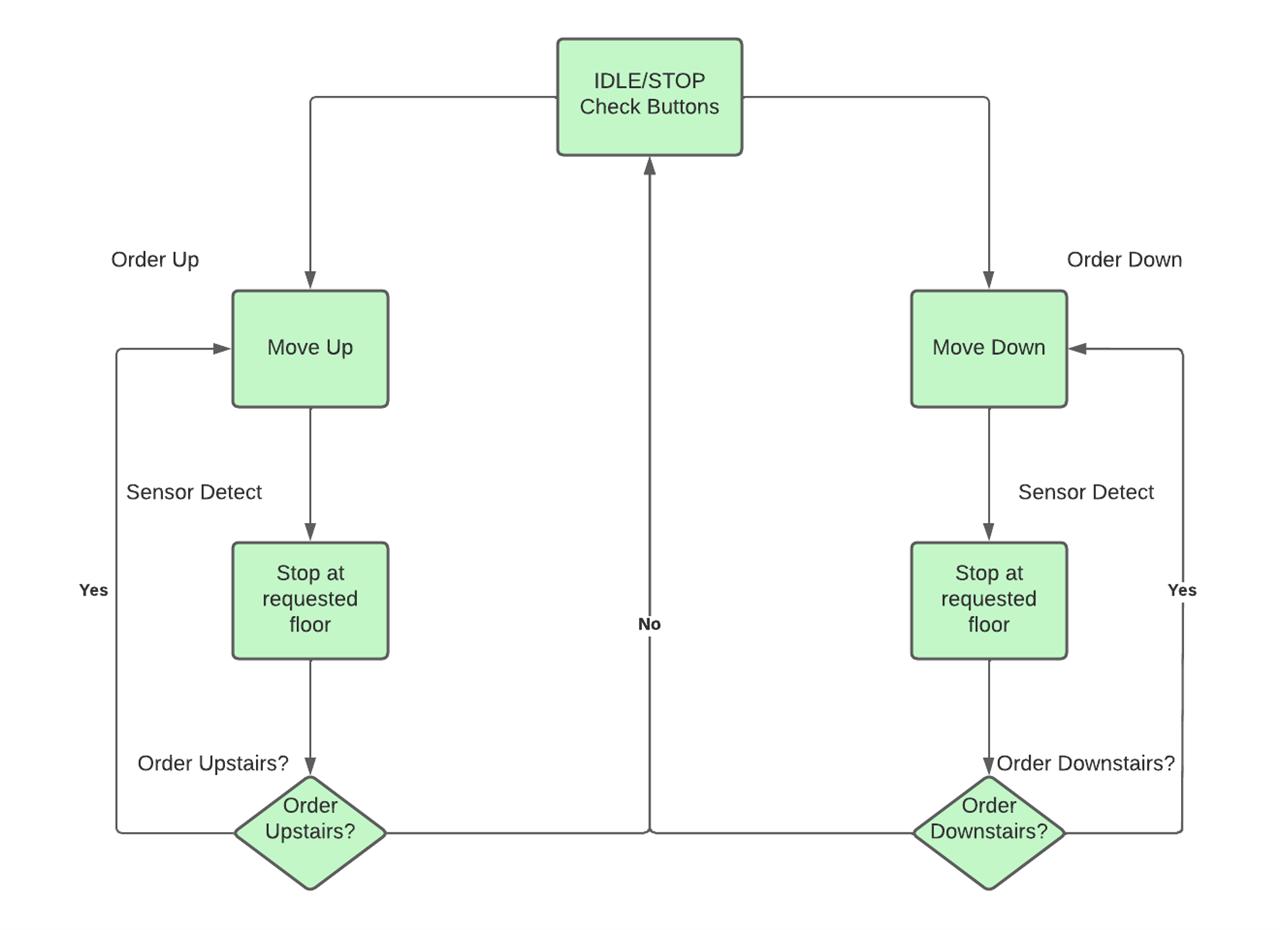 IDLE/STOP
Check Buttons
Order Up
Order Down
Move Up
Move Down
Sensor Detect
Sensor Detect
Stop at
requested
floor
Stop at
requested
floor
Yes
No
Yes
Order Upstairs?
Order Downstairs?
Order
Upstairs?
Order
Downstairs?